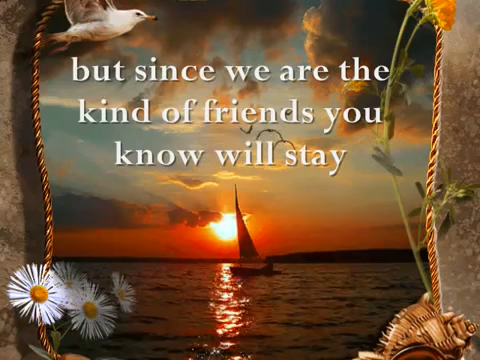 but since we are the
kind of friends you
know will stay